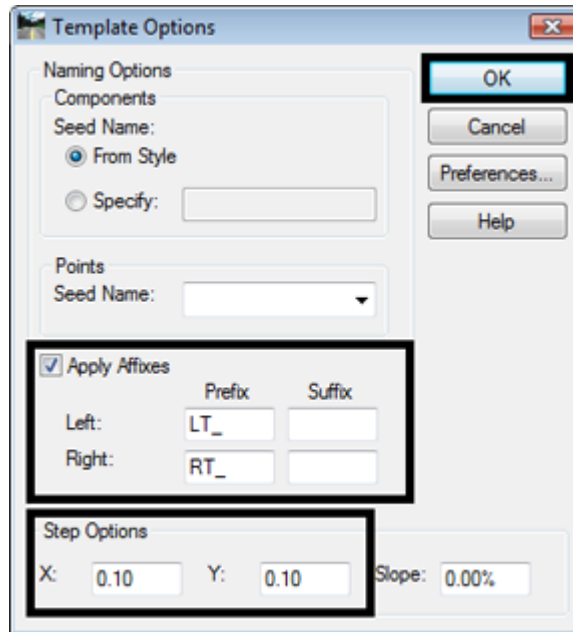 Template Options
Naming Options
Components
Seed Name:
From Style
Specify:
Points
Seed Name:
Apply Affixes
Prefix Suffix
Left: LT_
Right: RT_
Step Options
X: 0.10 Y: 0.10 Slope: 0.00%
OK
Cancel
Preferences...
Help